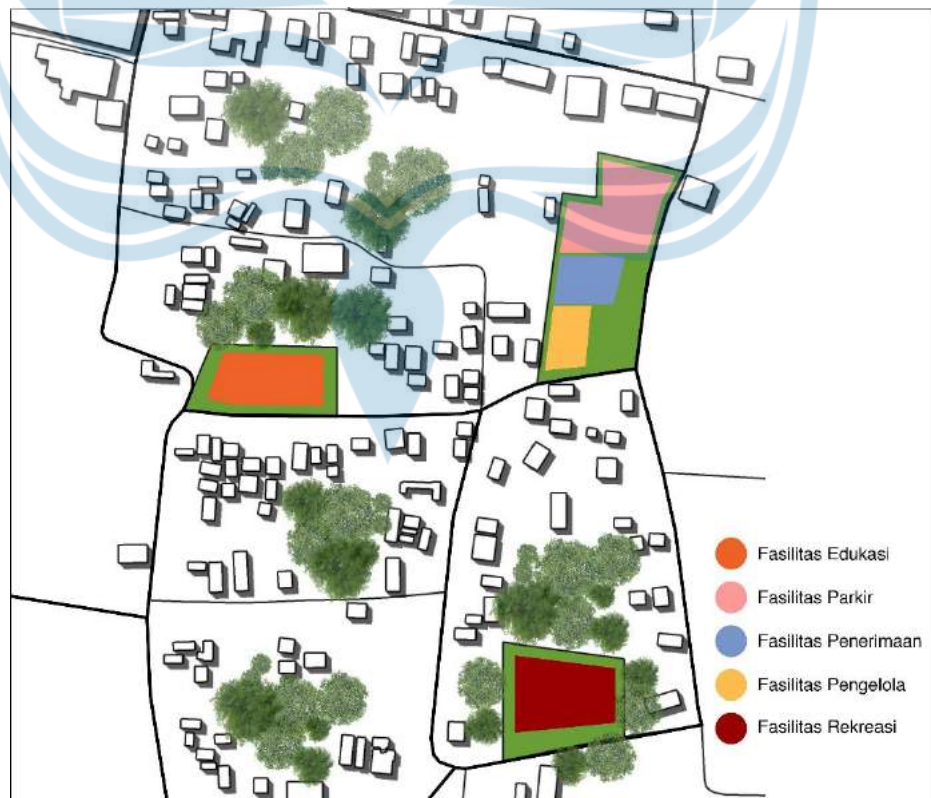 Fasilitas Edukasi
Fasilitas Parkir
Fasilitas Penerimaan
Fasilitas Pengelola
Fasilitas Rekreasi